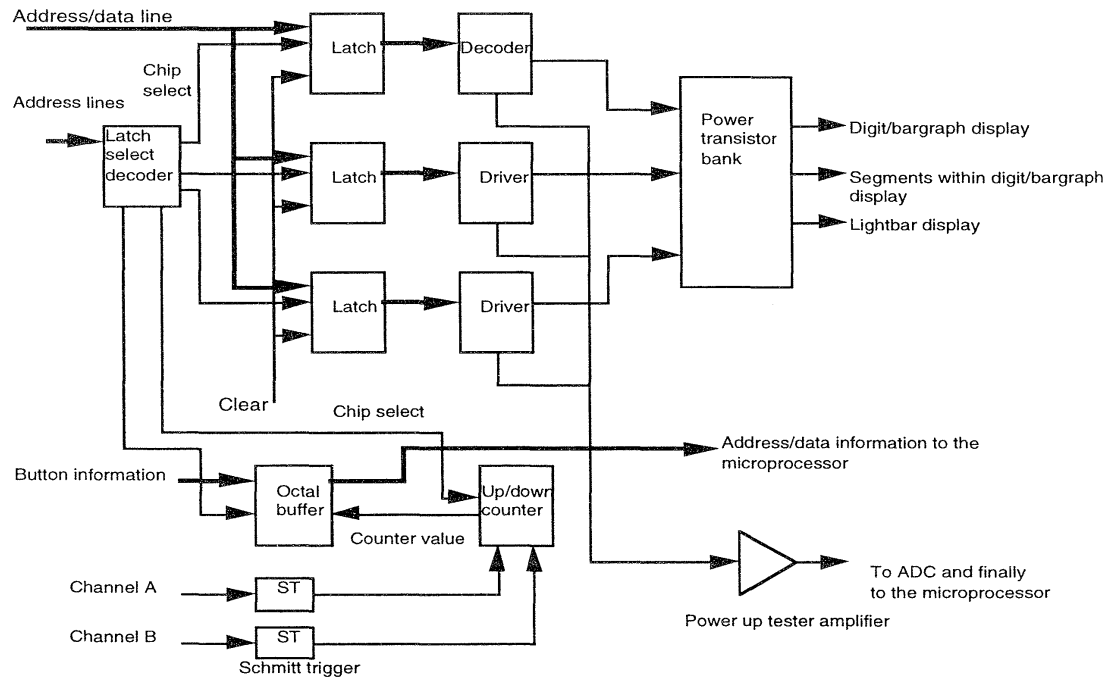 Address/data line
Latch
Decoder
Chip
select
Address lines
Latch
select
decoder
Power
transistor
bank
Digit/bargraph display
Latch
Driver
Segments within digit/bargraph
display
Lightbar display
Latch
Driver
Clear
Chip select
Address/data information to the
microprocessor
Button information
Octal
buffer
Up/down
counter
Counter value
Channel A
ST
To ADC and finally
to the microprocessor
Power up tester amplifier
Channel B
ST
Schmitt trigger